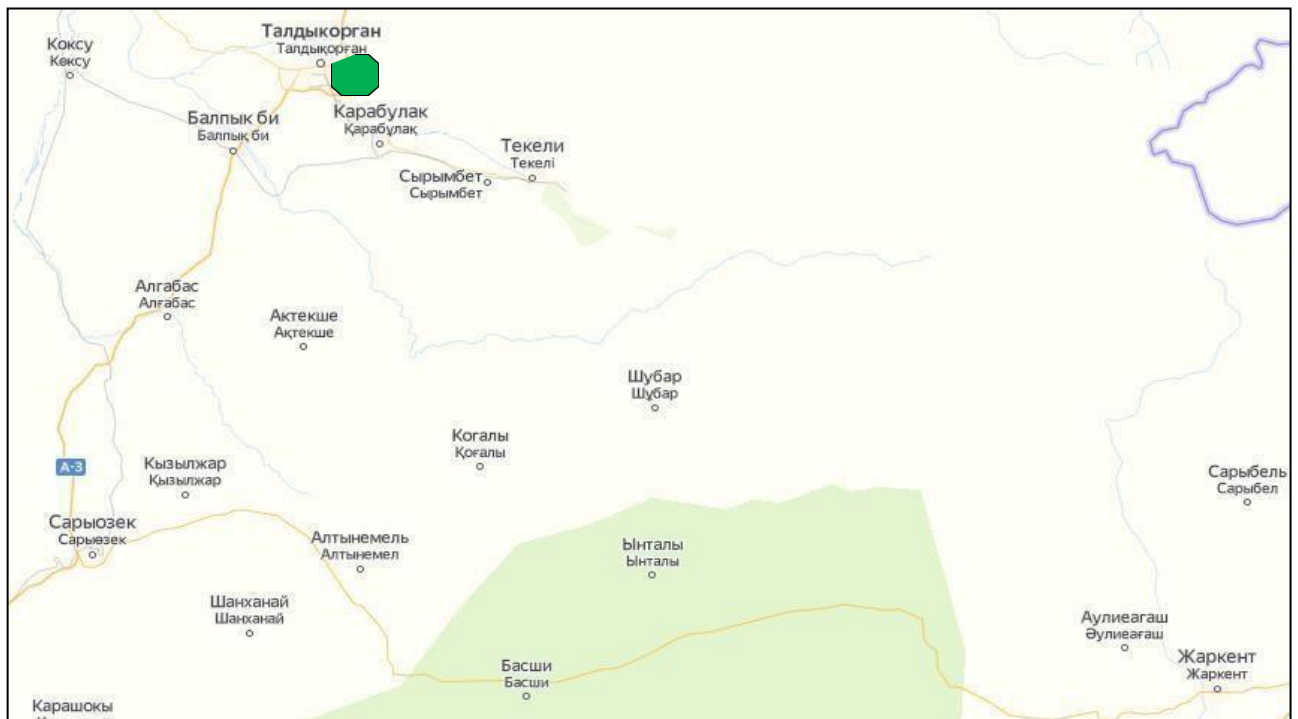 Талдыкорган
Талдықорған
Коксу
Көксу
Балпык би
Балпық би
Карабулак
Қарабұлақ
Текели
Текелі
Сырымбет
Сырымбет
Алгабас
Алғабас
Актекше
Ақтекше
Шубар
Шұбар
Когалы
Қоғалы
А-3
Кызылжар
Қызылжар
Сарыбель
Сарыбел
Сарыозек
Сарыөзек
Алтынемель
Алтынемел
Ынталы
Ынталы
Шанханай
Шанханай
Аулиеагаш
Әулиеағаш
Басши
Басши
Жаркент
Жаркент
Карашокы